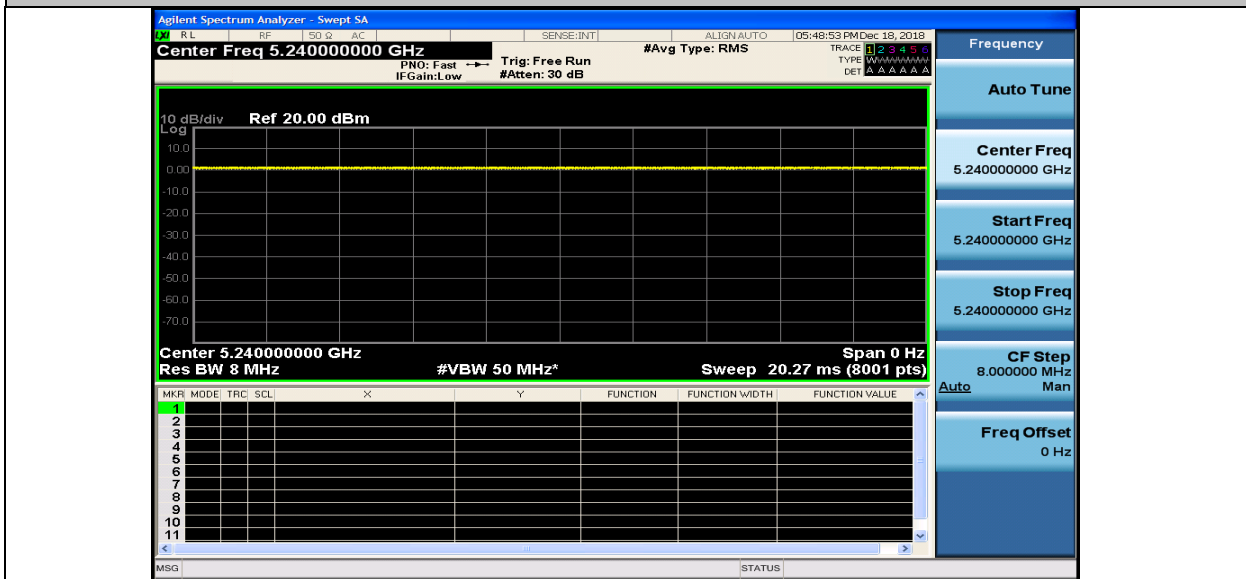 Agilent Spectrum Analyzer - Swept SA
LXI RL RF 50 Ω AC SENSE:INT ALIGN AUTO 05:48:53 PM Dec 18, 2018
Center Freq 5.240000000 GHz
PNO: Fast
IFGain:Low
Trig: Free Run
#Atten: 30 dB
#Avg Type: RMS
TRACE 1 2 3 4 5 6
TYPE
DET A A A A A A
Frequency
Auto Tune
Center Freq
5.240000000 GHz
Start Freq
5.240000000 GHz
Stop Freq
5.240000000 GHz
CF Step
8.000000 MHz
Auto Man
Freq Offset
0 Hz
10 dB/div Ref 20.00 dBm
Log
10.0
0.00
-10.0
-20.0
-30.0
-40.0
-50.0
-60.0
-70.0
Center 5.240000000 GHz Span 0 Hz
Res BW 8 MHz #VBW 50 MHz* Sweep 20.27 ms (8001 pts)
MKR MODE TRC SCL X Y FUNCTION FUNCTION WIDTH FUNCTION VALUE
1
2
3
4
5
6
7
8
9
10
11
MSG STATUS